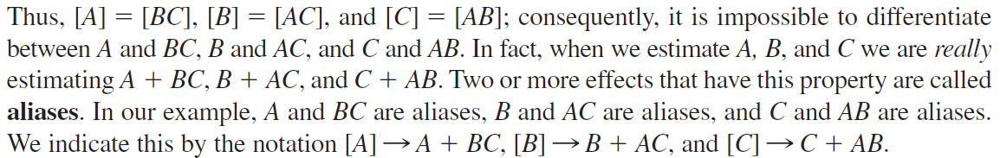 Thus, [A] = [BC], [B] = [AC], and [C] = [AB]; consequently, it is impossible to differentiate
between A and BC, B and AC, and C and AB. In fact, when we estimate A, B, and C we are really
estimating A + BC, B + AC, and C + AB. Two or more effects that have this property are called
aliases. In our example, A and BC are aliases, B and AC are aliases, and C and AB are aliases.
We indicate this by the notation [A] → A + BC, [B] → B + AC, and [C] → C + AB.